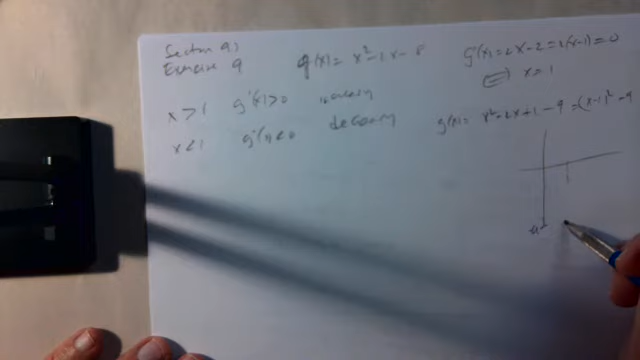 Section 9)
Exercise 9
g(x) = x² - 2x - 8
g'(x) = 2x - 2 = 2(x-1) = 0
x = 1
x > 1 g'(x) > 0 increasing
x < 1 g'(x) < 0 decreasing
g(x) = x² - 2x + 1 - 9 = (x-1)² - 9